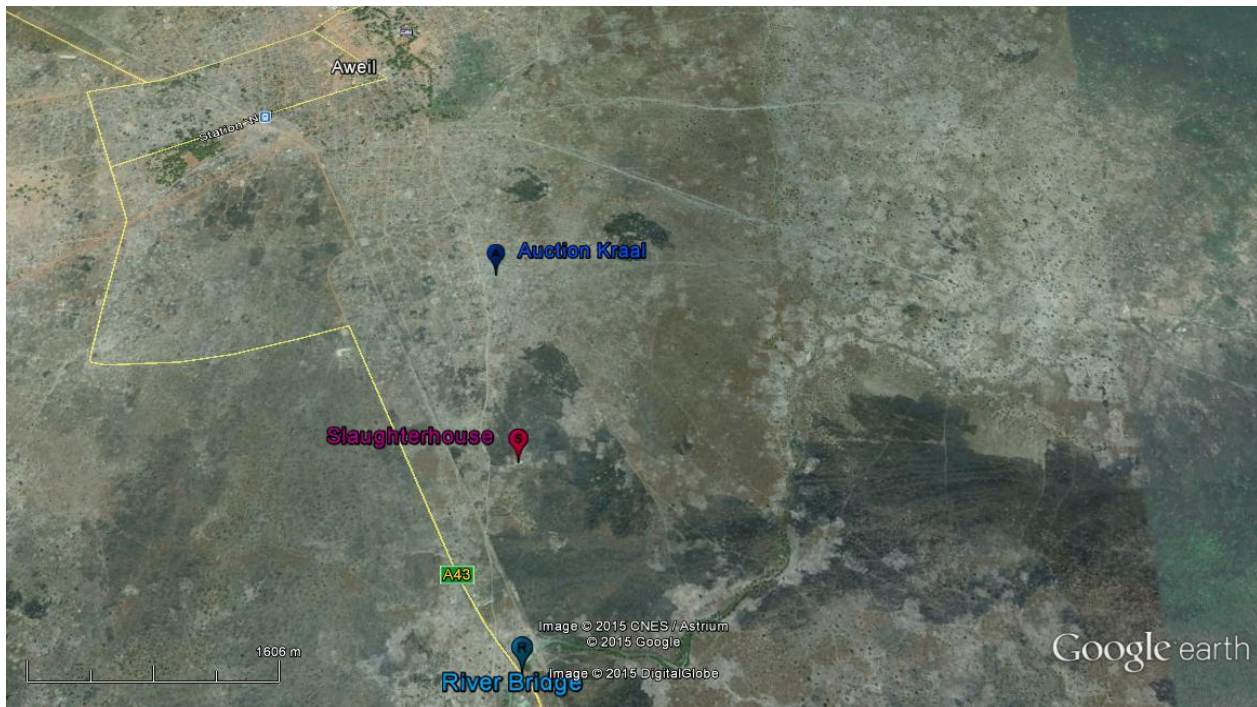 Aweil
Station-N
Auction Kraal
Slaughterhouse
A43
Image © 2015 CNES / Astrium
© 2015 Google
1606 m
Image © 2015 DigitalGlobe
River Bridge
Google earth
A
S
R